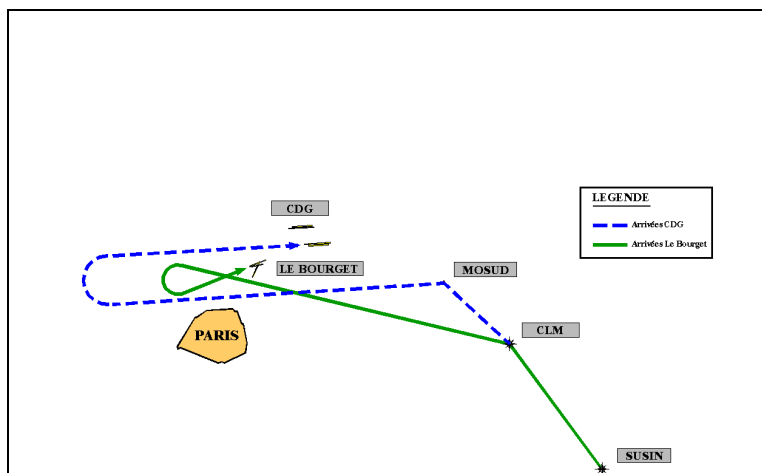 LEGENDE
CDG
Arrivées CDG
Arrivées Le Bourget
LE BOURGET
MOSUD
PARIS
CLM
SUSIN